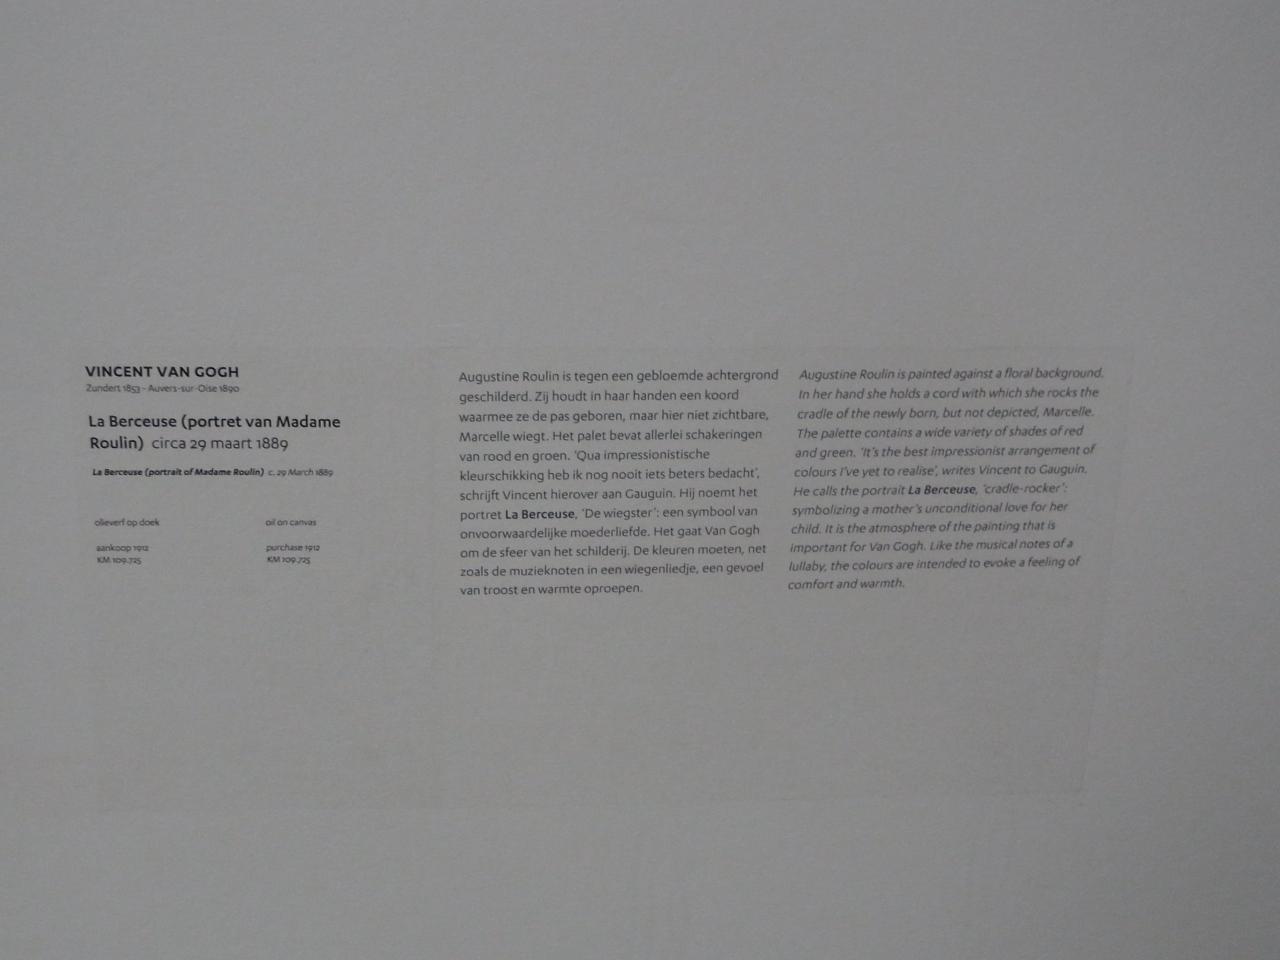 VINCENT VAN GOGH
Zundert 1853 - Auvers-sur-Oise 1890
La Berceuse (portret van Madame
Roulin) circa 29 maart 1889
La Berceuse (portrait of Madame Roulin) c. 29 March 1889
olieverf op doek
aankoop 1912
KM 109.725
oil on canvas
purchase 1912
KM 109.725
Augustine Roulin is tegen een gebloemde achtergrond
geschilderd. Zij houdt in haar handen een koord
waarmee ze de pas geboren, maar hier niet zichtbare,
Marcelle wiegt. Het palet bevat allerlei schakeringen
van rood en groen. 'Qua impressionistische
kleurschikking heb ik nog nooit iets beters bedacht',
schrijft Vincent hierover aan Gauguin. Hij noemt het
portret La Berceuse, 'De wiegster': een symbool van
onvoorwaardelijke moederliefde. Het gaat Van Gogh
om de sfeer van het schilderij. De kleuren moeten, net
zoals de muzieknoten in een wiegenliedje, een gevoel
van troost en warmte oproepen.
Augustine Roulin is painted against a floral background.
In her hand she holds a cord with which she rocks the
cradle of the newly born, but not depicted, Marcelle.
The palette contains a wide variety of shades of red
and green. 'It's the best impressionist arrangement of
colours I've yet to realise', writes Vincent to Gauguin.
He calls the portrait La Berceuse, 'cradle-rocker':
symbolizing a mother's unconditional love for her
child. It is the atmosphere of the painting that is
important for Van Gogh. Like the musical notes of a
lullaby, the colours are intended to evoke a feeling of
comfort and warmth.